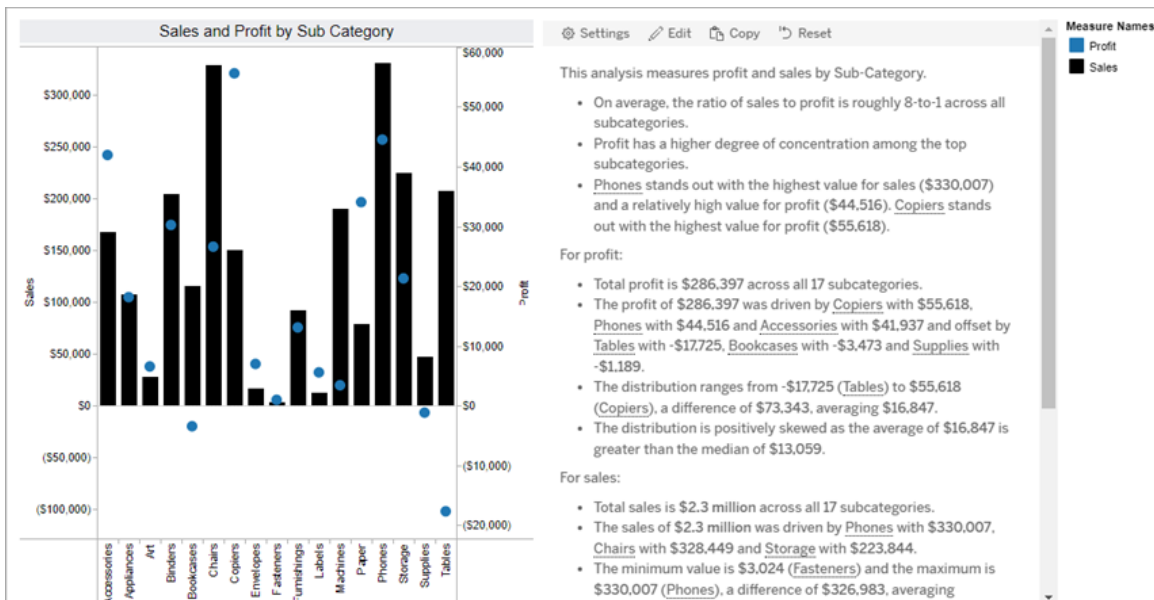 Sales and Profit by Sub Category
$300,000
$250,000
$200,000
$150,000
$100,000
$50,000
$0
($50,000)
($100,000)
Sales
$60,000
$50,000
$40,000
$30,000
$20,000
$10,000
$0
($10,000)
($20,000)
Profit
Accessories
Appliances
Art
Binders
Bookcases
Chairs
Copiers
Envelopes
Fasteners
Furnishings
Labels
Machines
Paper
Phones
Storage
Supplies
Tables
Settings Edit Copy Reset
This analysis measures profit and sales by Sub-Category.
• On average, the ratio of sales to profit is roughly 8-to-1 across all
subcategories.
• Profit has a higher degree of concentration among the top
subcategories.
• Phones stands out with the highest value for sales ($330,007)
and a relatively high value for profit ($44,516). Copiers stands
out with the highest value for profit ($55,618).
For profit:
• Total profit is $286,397 across all 17 subcategories.
• The profit of $286,397 was driven by Copiers with $55,618,
Phones with $44,516 and Accessories with $41,937 and offset by
Tables with -$17,725, Bookcases with -$3,473 and Supplies with
-$1,189.
• The distribution ranges from -$17,725 (Tables) to $55,618
(Copiers), a difference of $73,343, averaging $16,847.
• The distribution is positively skewed as the average of $16,847 is
greater than the median of $13,059.
For sales:
• Total sales is $2.3 million across all 17 subcategories.
• The sales of $2.3 million was driven by Phones with $330,007,
Chairs with $328,449 and Storage with $223,844.
• The minimum value is $3,024 (Fasteners) and the maximum is
$330,007 (Phones), a difference of $326,983, averaging
Measure Names
Profit
Sales